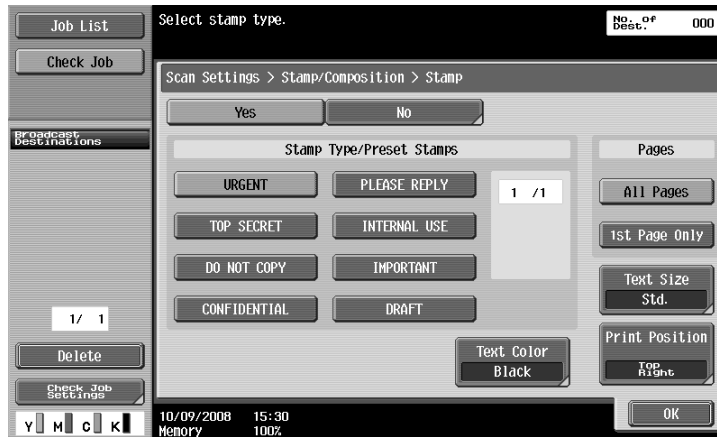 Job List
Check Job
Broadcast
Destinations
1/ 1
Delete
Check Job
Settings
Y M C K
Select stamp type.
No. of
Dest.
000
Scan Settings > Stamp/Composition > Stamp
Yes
No
Stamp Type/Preset Stamps
URGENT
PLEASE REPLY
TOP SECRET
INTERNAL USE
DO NOT COPY
IMPORTANT
CONFIDENTIAL
DRAFT
1 /1
Pages
All Pages
1st Page Only
Text Size
Std.
Print Position
Top
Right
Text Color
Black
10/09/2008 15:30
Memory 100%
OK